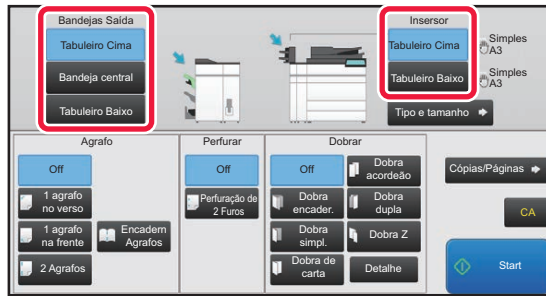 Bandejas Saída
Tabuleiro Cima
Bandeja central
Tabuleiro Baixo
Insersor
Tabuleiro Cima
Simples
A3
Tabuleiro Baixo
Simples
A3
Tipo e tamanho
Agrafo
Off
1 agrafo
no verso
1 agrafo
na frente
Encadern
Agrafos
2 Agrafos
Perfurar
Off
Perfuração de
2 Furos
Dobrar
Off
Dobra
acordeão
Dobra
encader.
Dobra
dupla
Dobra
simpl.
Dobra Z
Dobra de
carta
Detalhe
Cópias/Páginas
CA
Start